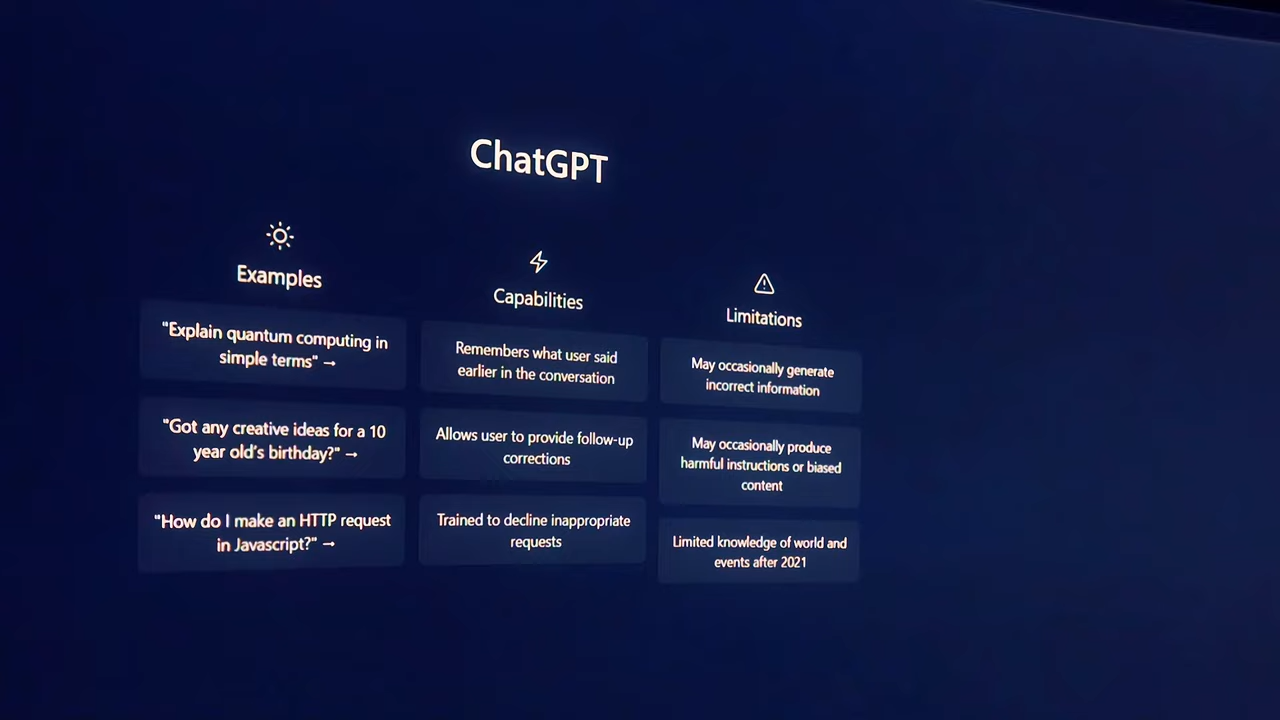 ChatGPT
Examples
"Explain quantum computing in
simple terms" →
"Got any creative ideas for a 10
year old's birthday?" →
"How do I make an HTTP request
in Javascript?" →
Capabilities
Remembers what user said
earlier in the conversation
Allows user to provide follow-up
corrections
Trained to decline inappropriate
requests
Limitations
May occasionally generate
incorrect information
May occasionally produce
harmful instructions or biased
content
Limited knowledge of world and
events after 2021